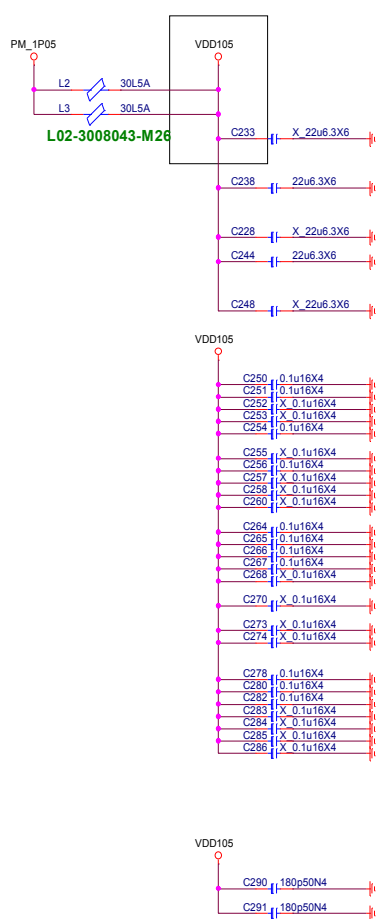 PM_1P05 VDD105
L2 30L5A
L3 30L5A
L02-3008043-M26
C233 X_22u6.3X6
C238 22u6.3X6
C228 X_22u6.3X6
C244 22u6.3X6
C248 X_22u6.3X6
VDD105
C250 0.1u16X4
C251 0.1u16X4
C252 X_0.1u16X4
C253 X_0.1u16X4
C254 X_0.1u16X4
C255 X_0.1u16X4
C256 0.1u16X4
C257 X_0.1u16X4
C258 X_0.1u16X4
C260 X_0.1u16X4
C264 0.1u16X4
C265 0.1u16X4
C266 0.1u16X4
C267 0.1u16X4
C268 X_0.1u16X4
C270 X_0.1u16X4
C273 X_0.1u16X4
C274 X_0.1u16X4
C278 0.1u16X4
C280 0.1u16X4
C282 0.1u16X4
C283 X_0.1u16X4
C284 X_0.1u16X4
C285 X_0.1u16X4
C286 X_0.1u16X4
VDD105
C290 180p50N4
C291 180p50N4